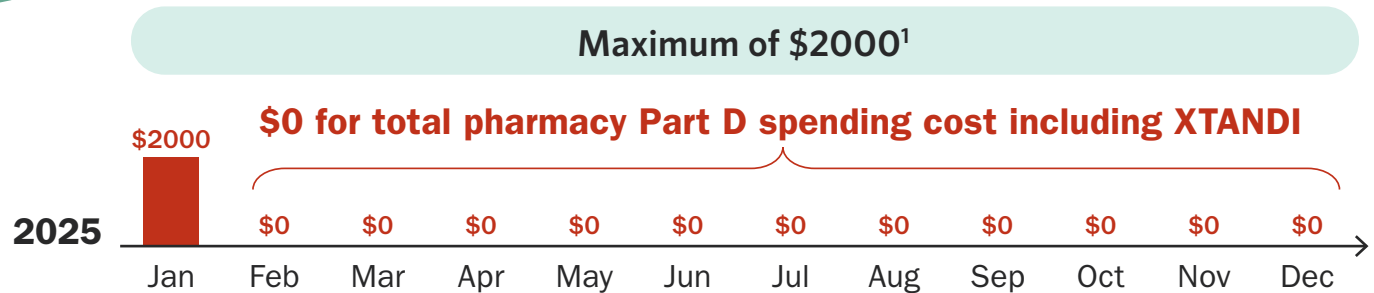 Maximum of $2000¹
$0 for total pharmacy Part D spending cost including XTANDI
$2000
2025 $0 $0 $0 $0 $0 $0 $0 $0 $0 $0 $0
Jan Feb Mar Apr May Jun Jul Aug Sep Oct Nov Dec